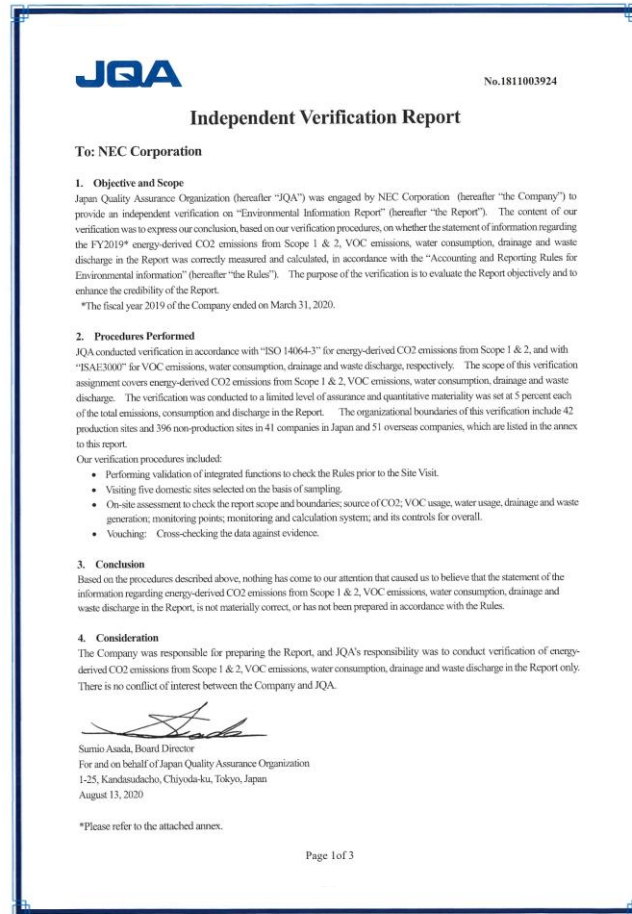 JQA
No.1811003924
Independent Verification Report
To: NEC Corporation
1. Objective and Scope
Japan Quality Assurance Organization (hereafter “JQA”) was engaged by NEC Corporation (hereafter “the Company”) to
provide an independent verification on “Environmental Information Report” (hereafter “the Report”). The content of our
verification was to express our conclusion, based on our verification procedures, on whether the statement of information regarding
the FY2019* energy-derived CO2 emissions from Scope 1 & 2, VOC emissions, water consumption, drainage and waste
discharge in the Report was correctly measured and calculated, in accordance with the “Accounting and Reporting Rules for
Environmental information” (hereafter “the Rules”). The purpose of the verification is to evaluate the Report objectively and to
enhance the credibility of the Report.
*The fiscal year 2019 of the Company ended on March 31, 2020.
2. Procedures Performed
JQA conducted verification in accordance with “ISO 14064-3” for energy-derived CO2 emissions from Scope 1 & 2, and with
“ISAE3000” for VOC emissions, water consumption, drainage and waste discharge, respectively. The scope of this verification
assignment covers energy-derived CO2 emissions from Scope 1 & 2, VOC emissions, water consumption, drainage and waste
discharge. The verification was conducted to a limited level of assurance and quantitative materiality was set at 5 percent each
of the total emissions, consumption and discharge in the Report. The organizational boundaries of this verification include 42
production sites and 396 non-production sites in 41 companies in Japan and 51 overseas companies, which are listed in the annex
to this report.
Our verification procedures included:
• Performing validation of integrated functions to check the Rules prior to the Site Visit.
• Visiting five domestic sites selected on the basis of sampling.
• On-site assessment to check the report scope and boundaries; source of CO2; VOC usage, water usage, drainage and waste
generation; monitoring points; monitoring and calculation system; and its controls for overall.
• Vouching: Cross-checking the data against evidence.
3. Conclusion
Based on the procedures described above, nothing has come to our attention that caused us to believe that the statement of the
information regarding energy-derived CO2 emissions from Scope 1 & 2, VOC emissions, water consumption, drainage and
waste discharge in the Report, is not materially correct, or has not been prepared in accordance with the Rules.
4. Consideration
The Company was responsible for preparing the Report, and JQA’s responsibility was to conduct verification of energy-
derived CO2 emissions from Scope 1 & 2, VOC emissions, water consumption, drainage and waste discharge in the Report only.
There is no conflict of interest between the Company and JQA.
Sumio Asada, Board Director
For and on behalf of Japan Quality Assurance Organization
1-25, Kandasudacho, Chiyoda-ku, Tokyo, Japan
August 13, 2020
*Please refer to the attached annex.
Page 1of 3